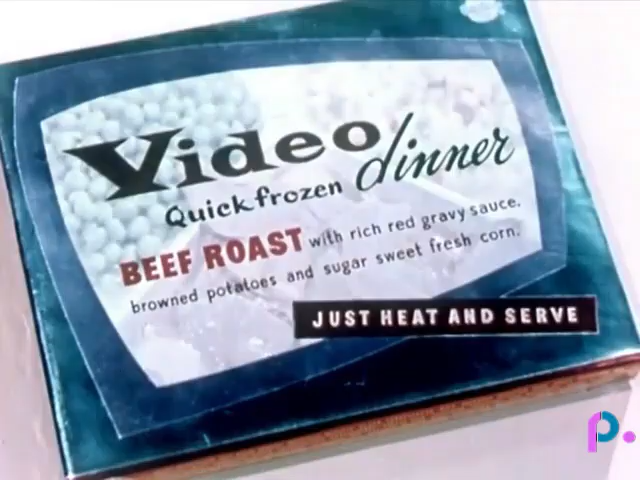 Video dinner
Quick frozen
BEEF ROAST with rich red gravy sauce.
browned potatoes and sugar sweet fresh corn.
JUST HEAT AND SERVE
p.